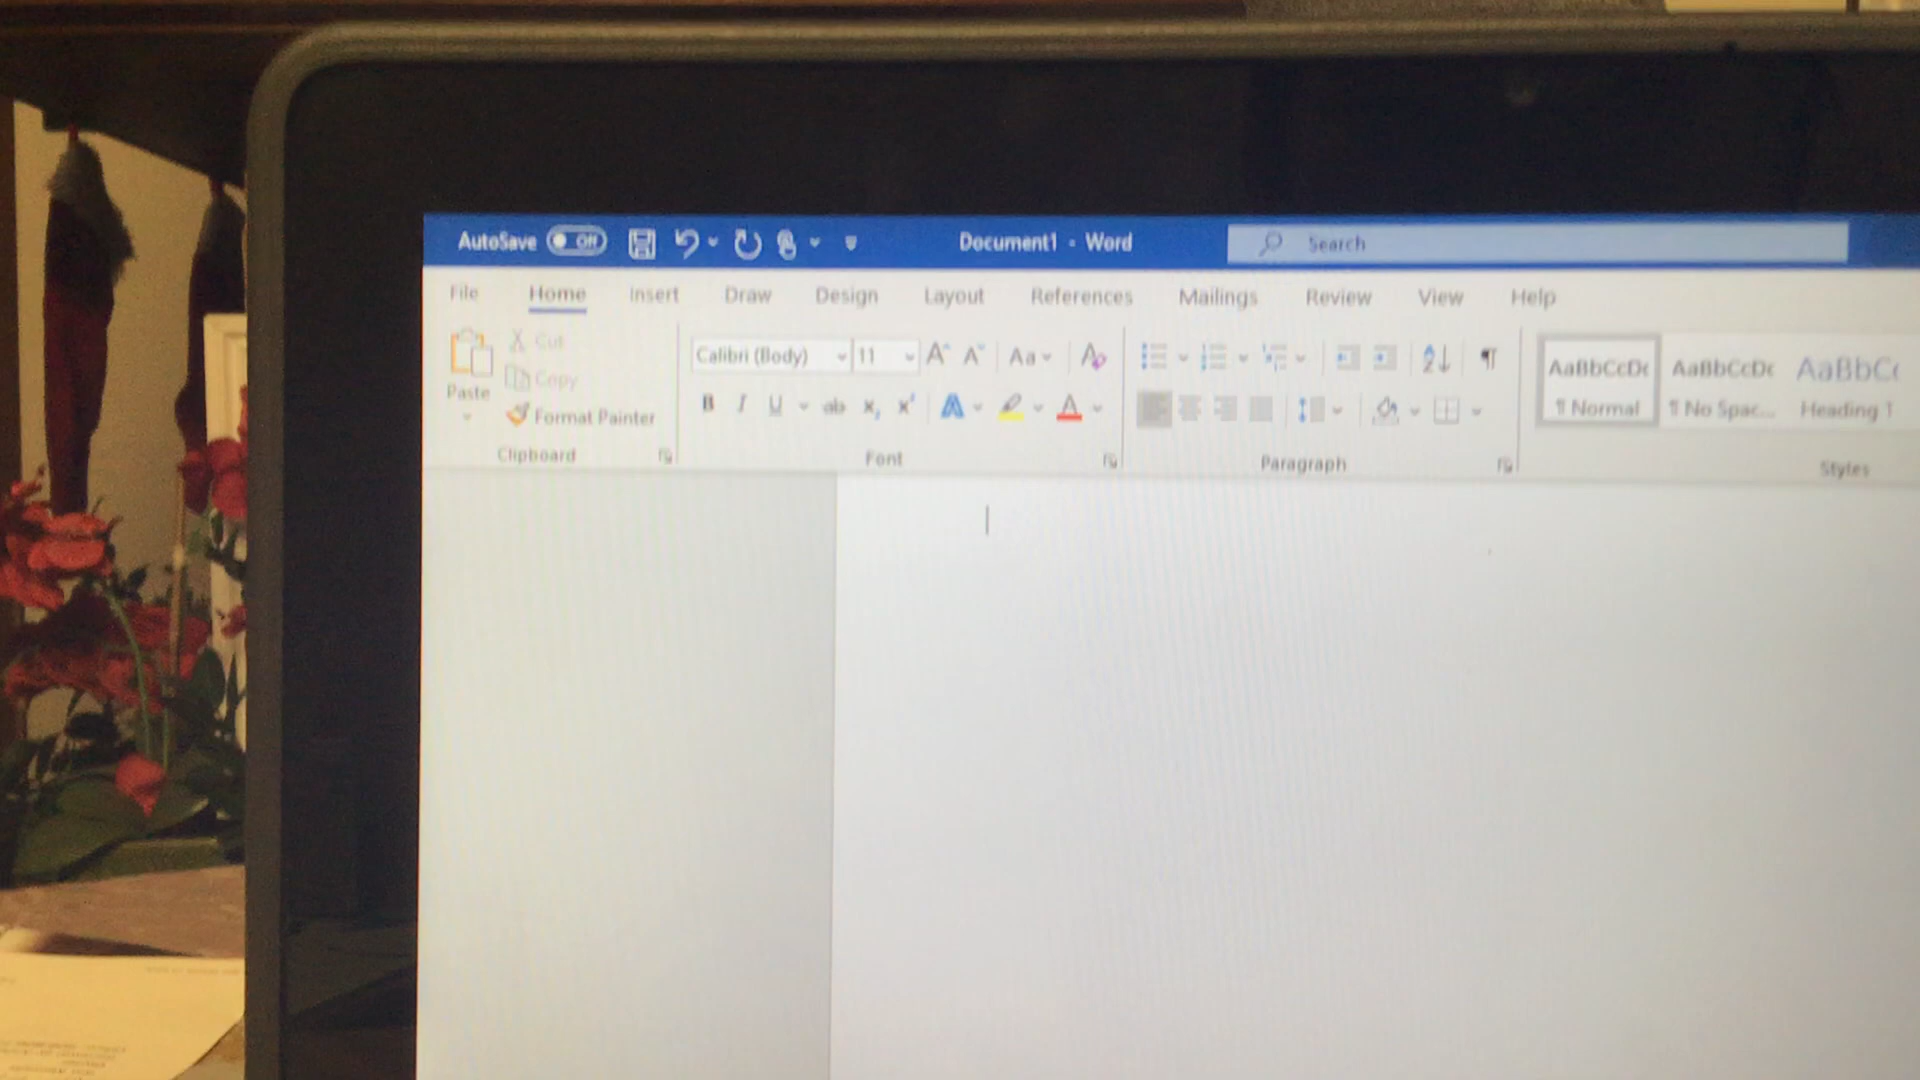 AutoSave Off Document1 - Word Search
File Home Insert Draw Design Layout References Mailings Review View Help
Paste
Cut
Copy
Format Painter
Clipboard
Calibri (Body) 11
Font
Paragraph
AaBbCcDc AaBbCcDc AaBbCc
¶ Normal ¶ No Spac... Heading 1
Styles